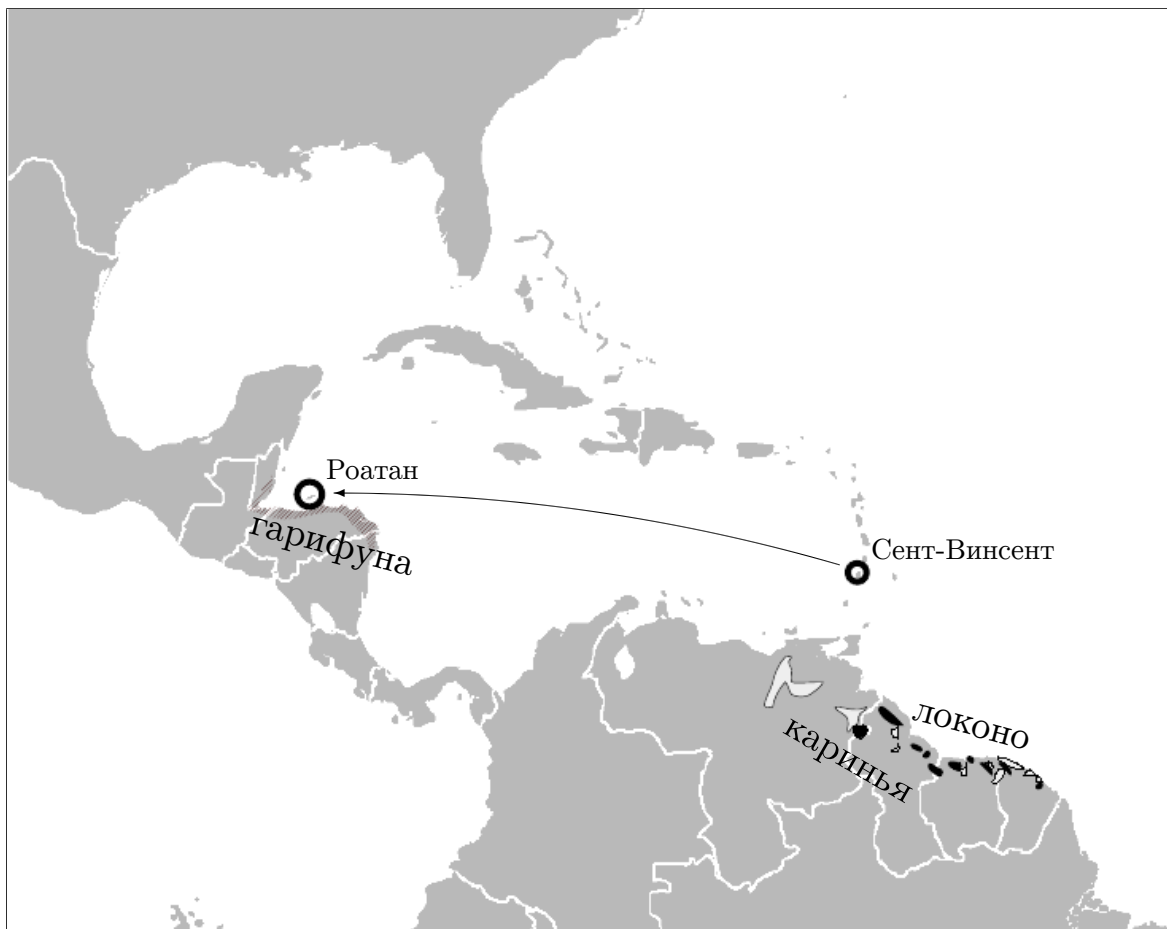 Роатан
гарифуна
Сент-Винсент
локоно
каринья